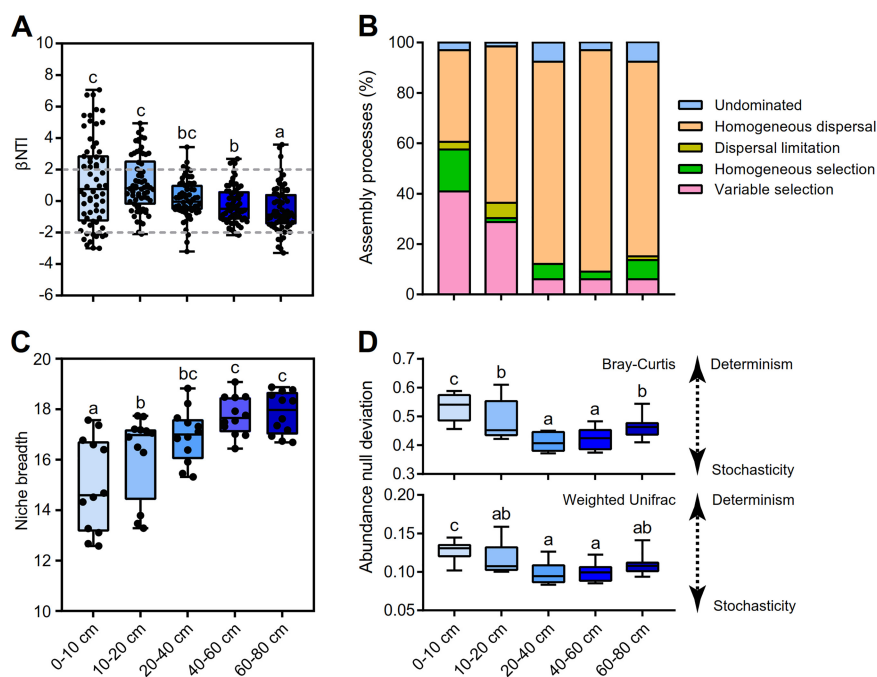 A
10
8
6
4
2
0
-2
-4
-6
βNTI
c
c
bc
b
a
B
100
80
60
40
20
0
Assembly processes (%)
Undominated
Homogeneous dispersal
Dispersal limitation
Homogeneous selection
Variable selection
C
20
18
16
14
12
10
Niche breadth
a
b
bc
c
c
0-10 cm
10-20 cm
20-40 cm
40-60 cm
60-80 cm
D
Abundance null deviation
0.7
0.6
0.5
0.4
0.3
Bray-Curtis
c
b
a
a
b
Determinism
Stochasticity
0.20
0.15
0.10
0.05
Weighted Unifrac
c
ab
a
a
ab
Determinism
Stochasticity
0-10 cm
10-20 cm
20-40 cm
40-60 cm
60-80 cm